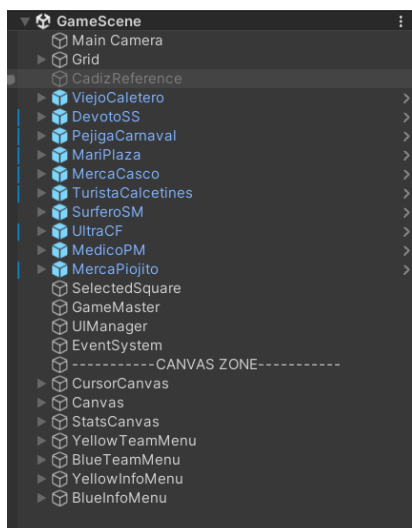 GameScene
Main Camera
Grid
CadizReference
ViejoCaletero
DevotoSS
PejigaCarnaval
MariPlaza
MercaCasco
TuristaCalcetines
SurferoSM
UltraCF
MedicoPM
MercaPiojito
SelectedSquare
GameMaster
UIManager
EventSystem
-----------CANVAS ZONE-----------
CursorCanvas
Canvas
StatsCanvas
YellowTeamMenu
BlueTeamMenu
YellowInfoMenu
BlueInfoMenu